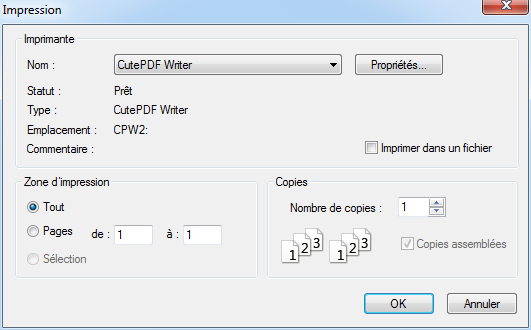 Impression
Imprimante
Nom : CutePDF Writer Propriétés...
Statut : Prêt
Type : CutePDF Writer
Emplacement : CPW2:
Commentaire : Imprimer dans un fichier
Zone d'impression
Tout
Pages de : 1 à : 1
Sélection
Copies
Nombre de copies : 1
1 2 3 1 2 3 Copies assemblées
OK Annuler